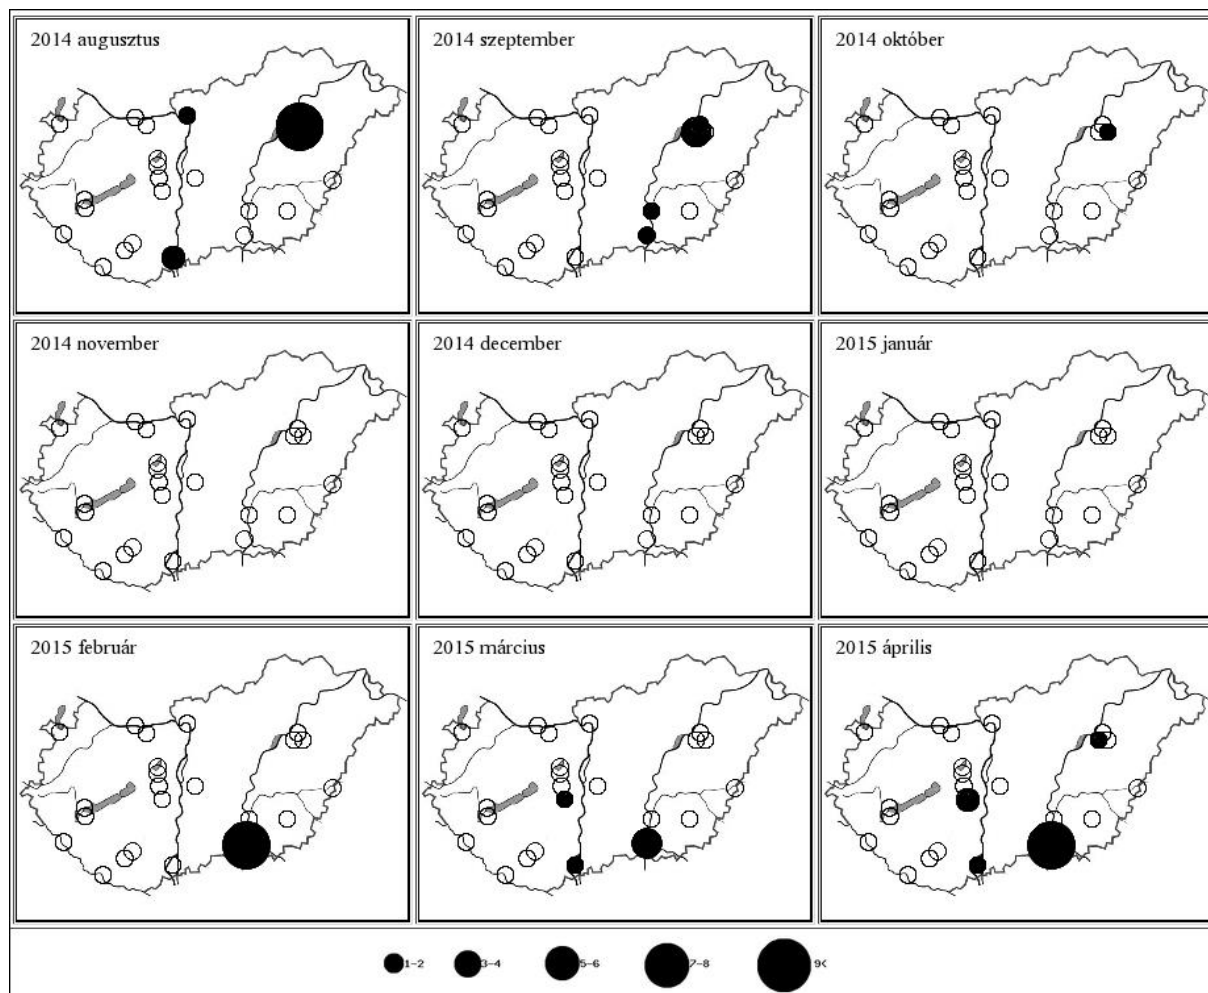 2014 augusztus
2014 szeptember
2014 október
2014 november
2014 december
2015 január
2015 február
2015 március
2015 április
1-2
3-4
5-6
7-8
9<